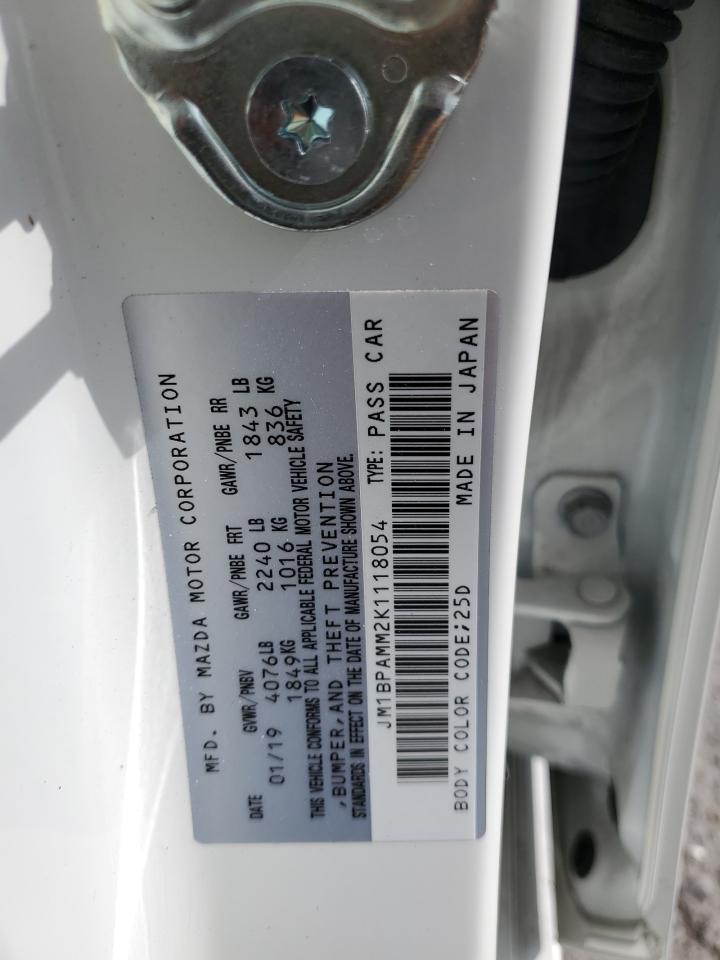 MFD. BY MAZDA MOTOR CORPORATION
DATE GVWR/PNBV GAWR/PNBE FRT GAWR/PNBE RR
01/19 4076LB 2240 LB 1843 LB
1849KG 1016 KG 836 KG
THIS VEHICLE CONFORMS TO ALL APPLICABLE FEDERAL MOTOR VEHICLE SAFETY
,BUMPER,AND THEFT PREVENTION
STANDARDS IN EFFECT ON THE DATE OF MANUFACTURE SHOWN ABOVE.
JM1BPAMM2K1118054 TYPE: PASS CAR
BODY COLOR CODE;25D MADE IN JAPAN